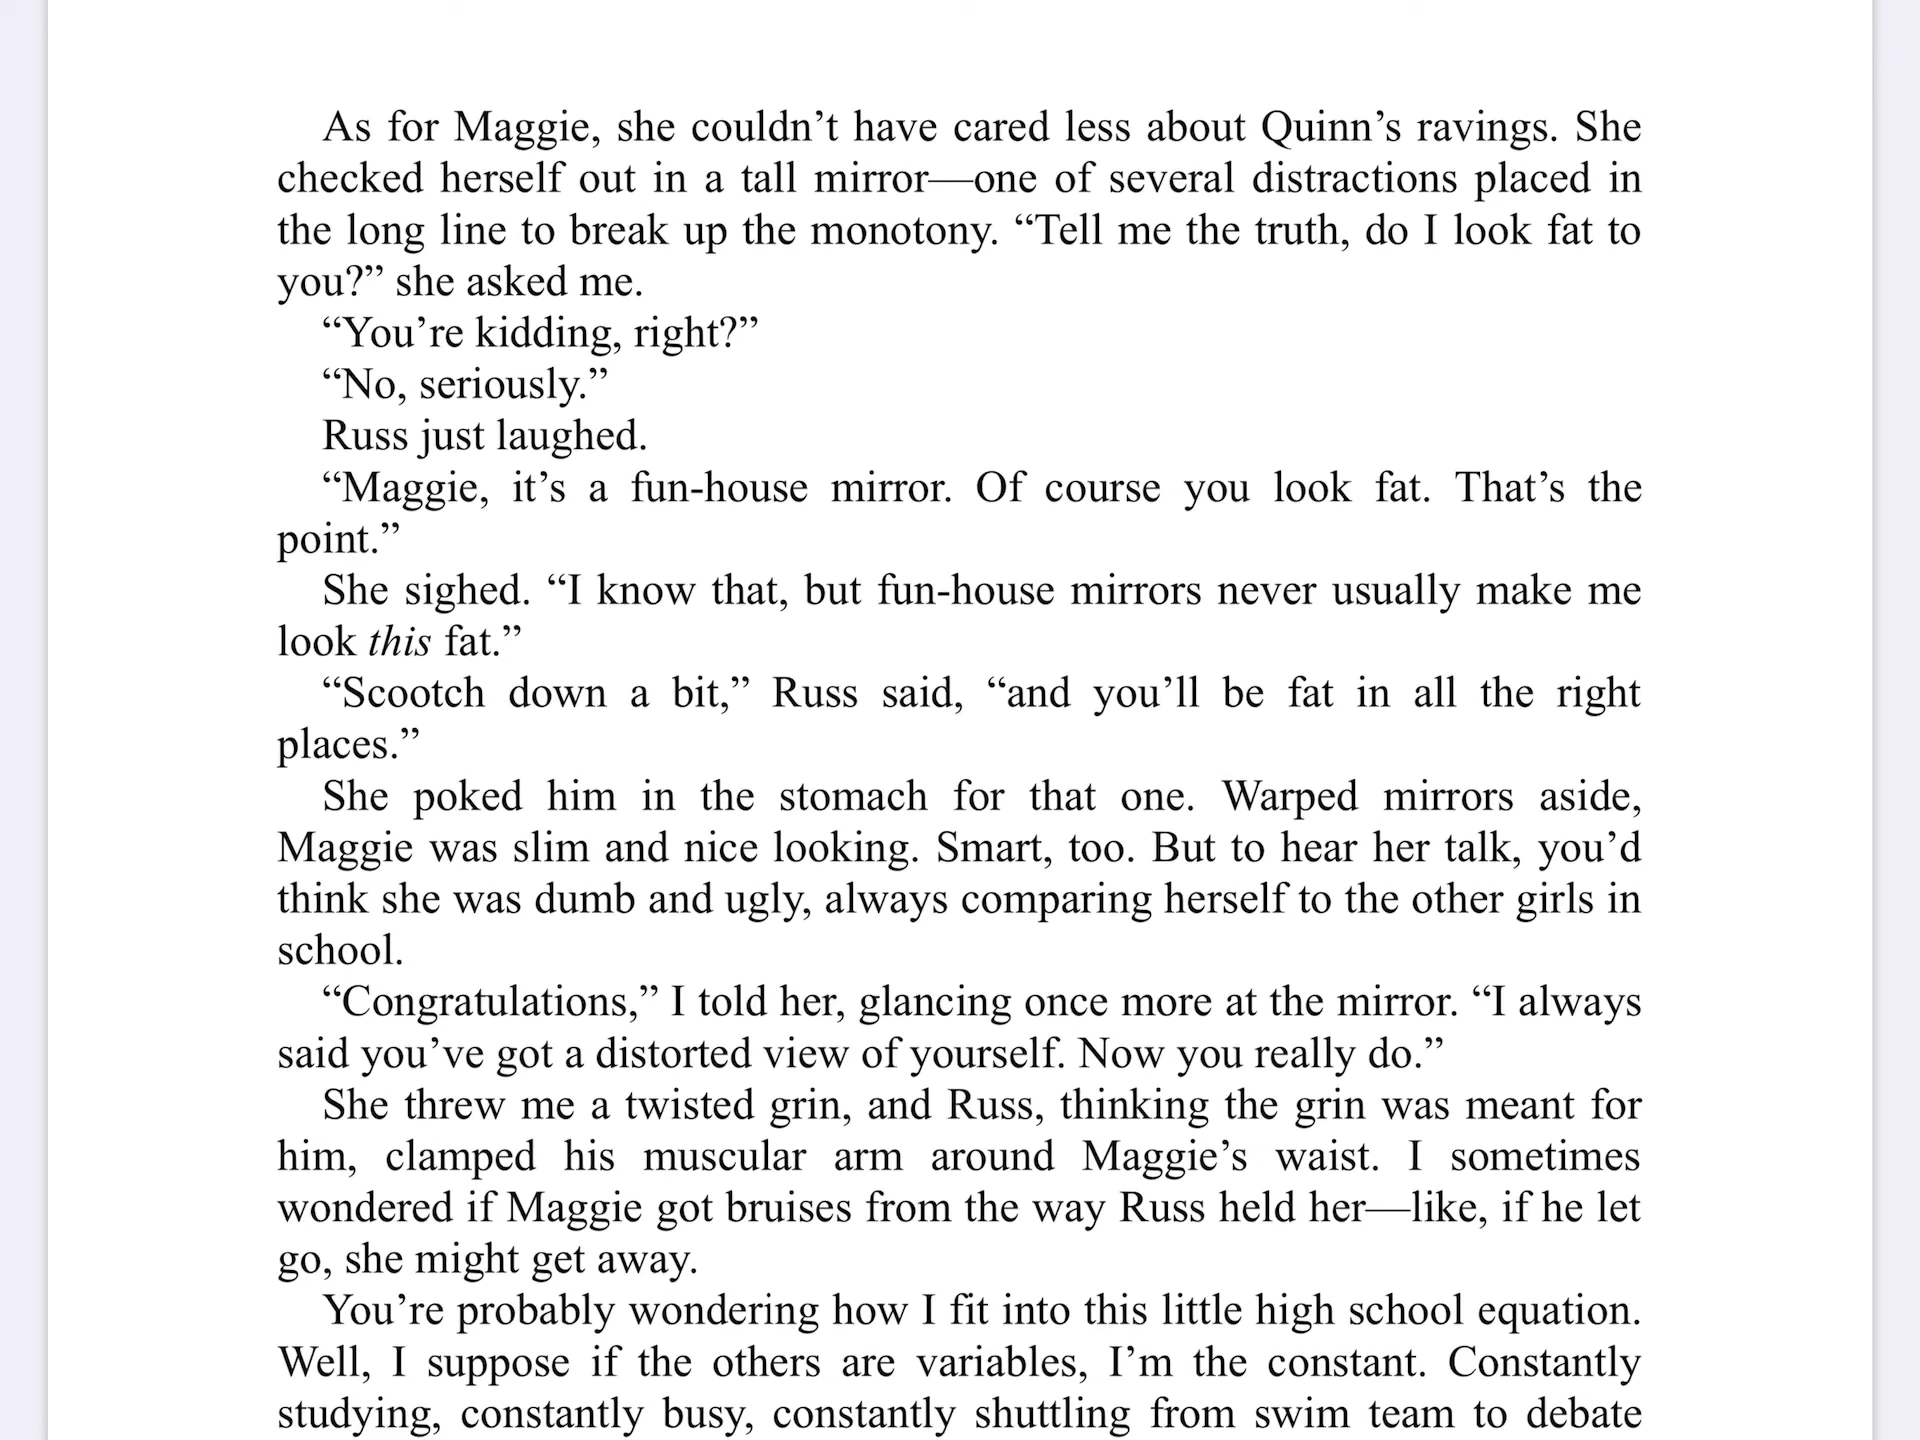 As for Maggie, she couldn’t have cared less about Quinn’s ravings. She
checked herself out in a tall mirror—one of several distractions placed in
the long line to break up the monotony. “Tell me the truth, do I look fat to
you?” she asked me.
“You’re kidding, right?”
“No, seriously.”
Russ just laughed.
“Maggie, it’s a fun-house mirror. Of course you look fat. That’s the
point.”
She sighed. “I know that, but fun-house mirrors never usually make me
look this fat.”
“Scootch down a bit,” Russ said, “and you’ll be fat in all the right
places.”
She poked him in the stomach for that one. Warped mirrors aside,
Maggie was slim and nice looking. Smart, too. But to hear her talk, you’d
think she was dumb and ugly, always comparing herself to the other girls in
school.
“Congratulations,” I told her, glancing once more at the mirror. “I always
said you’ve got a distorted view of yourself. Now you really do.”
She threw me a twisted grin, and Russ, thinking the grin was meant for
him, clamped his muscular arm around Maggie’s waist. I sometimes
wondered if Maggie got bruises from the way Russ held her—like, if he let
go, she might get away.
You’re probably wondering how I fit into this little high school equation.
Well, I suppose if the others are variables, I’m the constant. Constantly
studying, constantly busy, constantly shuttling from swim team to debate